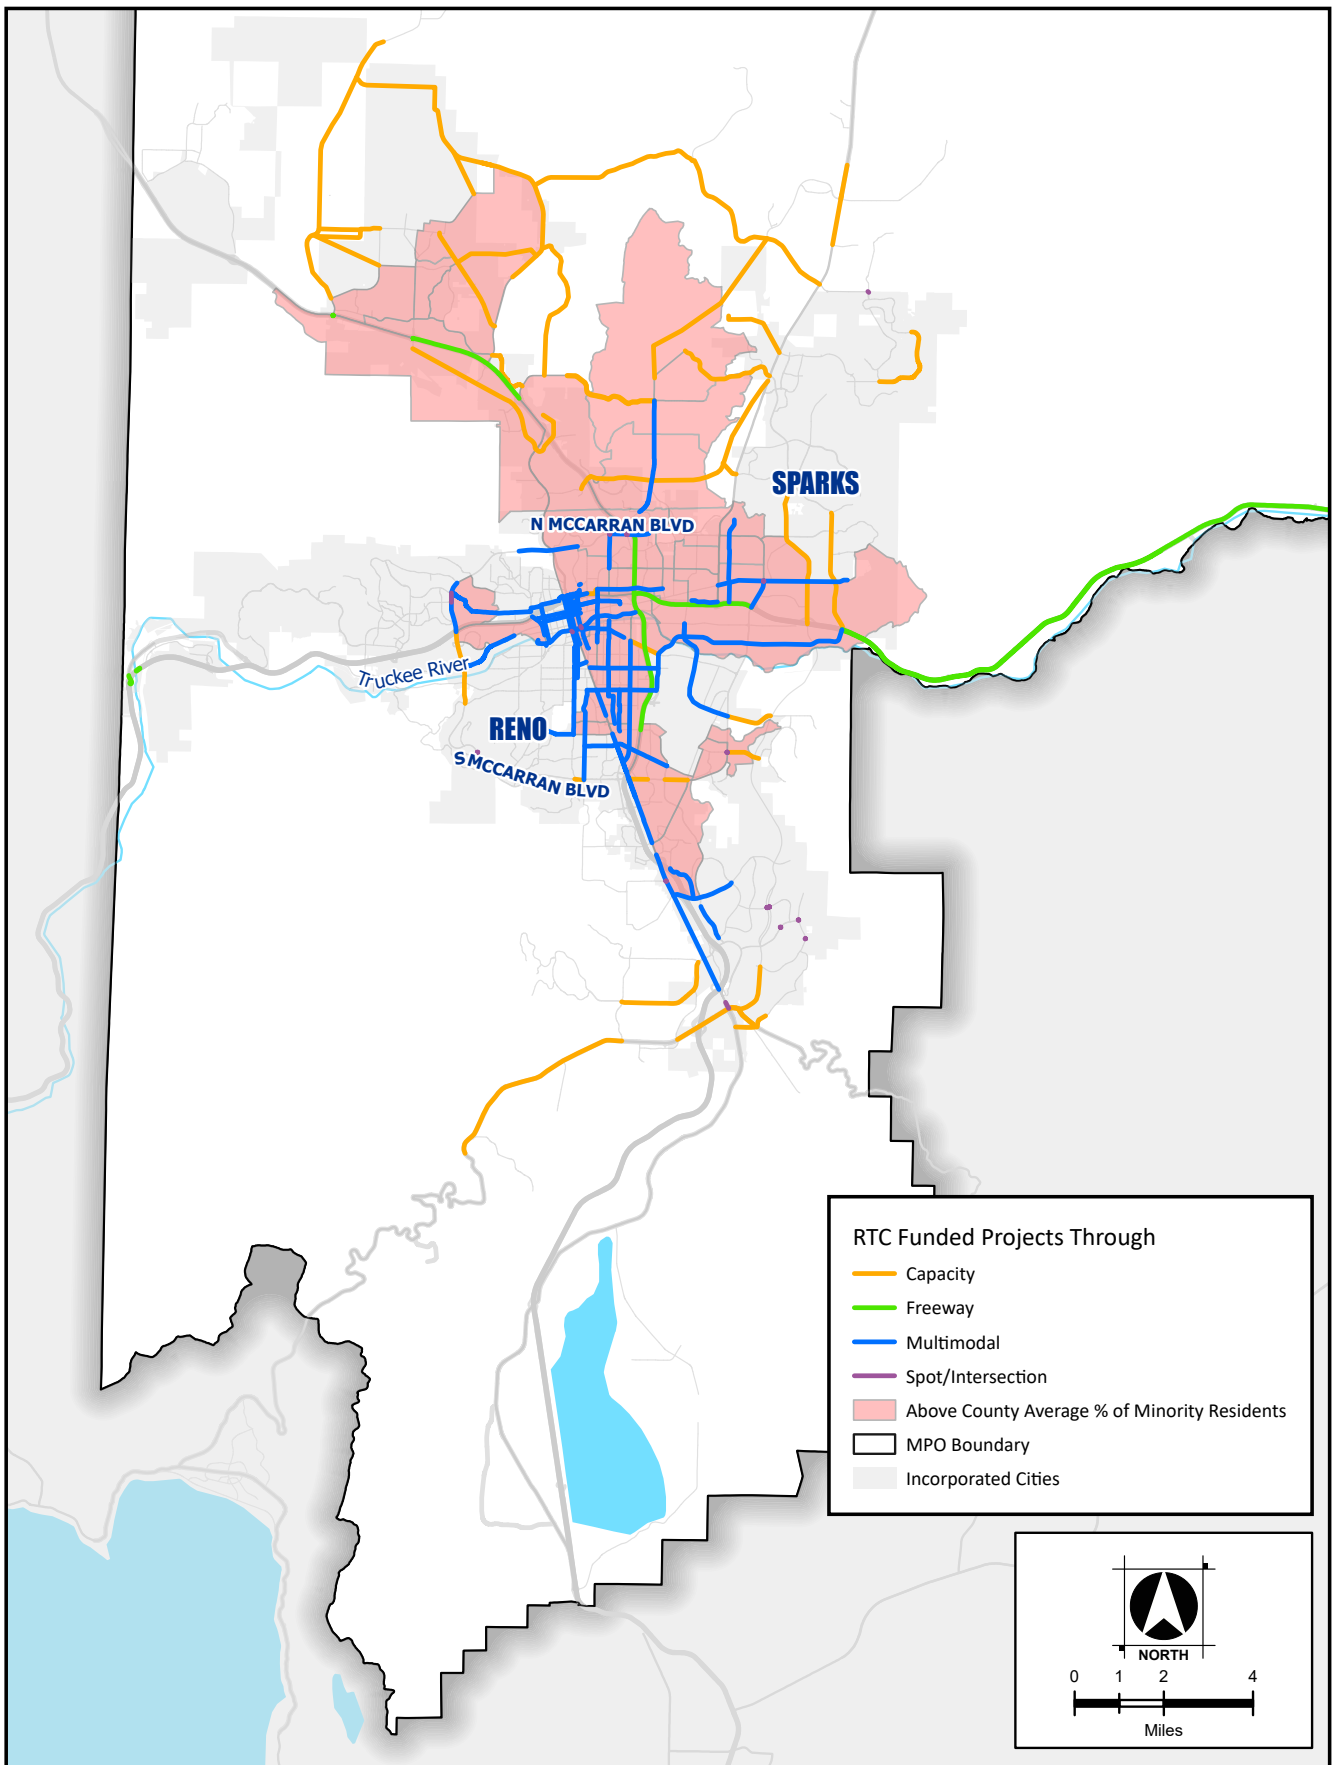 SPARKS
N MCCARRAN BLVD
Truckee River
RENO
S MCCARRAN BLVD
RTC Funded Projects Through
Capacity
Freeway
Multimodal
Spot/Intersection
Above County Average % of Minority Residents
MPO Boundary
Incorporated Cities
NORTH
0 1 2 4
Miles